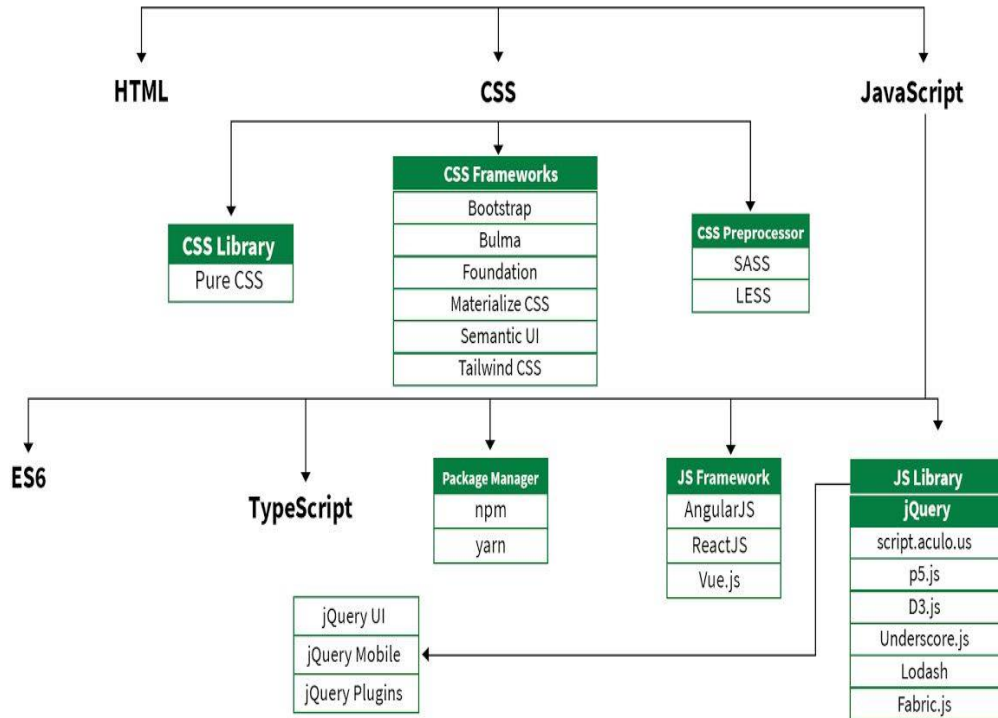 HTML
CSS
JavaScript
CSS Library
Pure CSS
CSS Frameworks
Bootstrap
Bulma
Foundation
Materialize CSS
Semantic UI
Tailwind CSS
CSS Preprocessor
SASS
LESS
ES6
TypeScript
Package Manager
npm
yarn
JS Framework
AngularJS
ReactJS
Vue.js
JS Library
jQuery
script.aculo.us
p5.js
D3.js
Underscore.js
Lodash
Fabric.js
jQuery UI
jQuery Mobile
jQuery Plugins